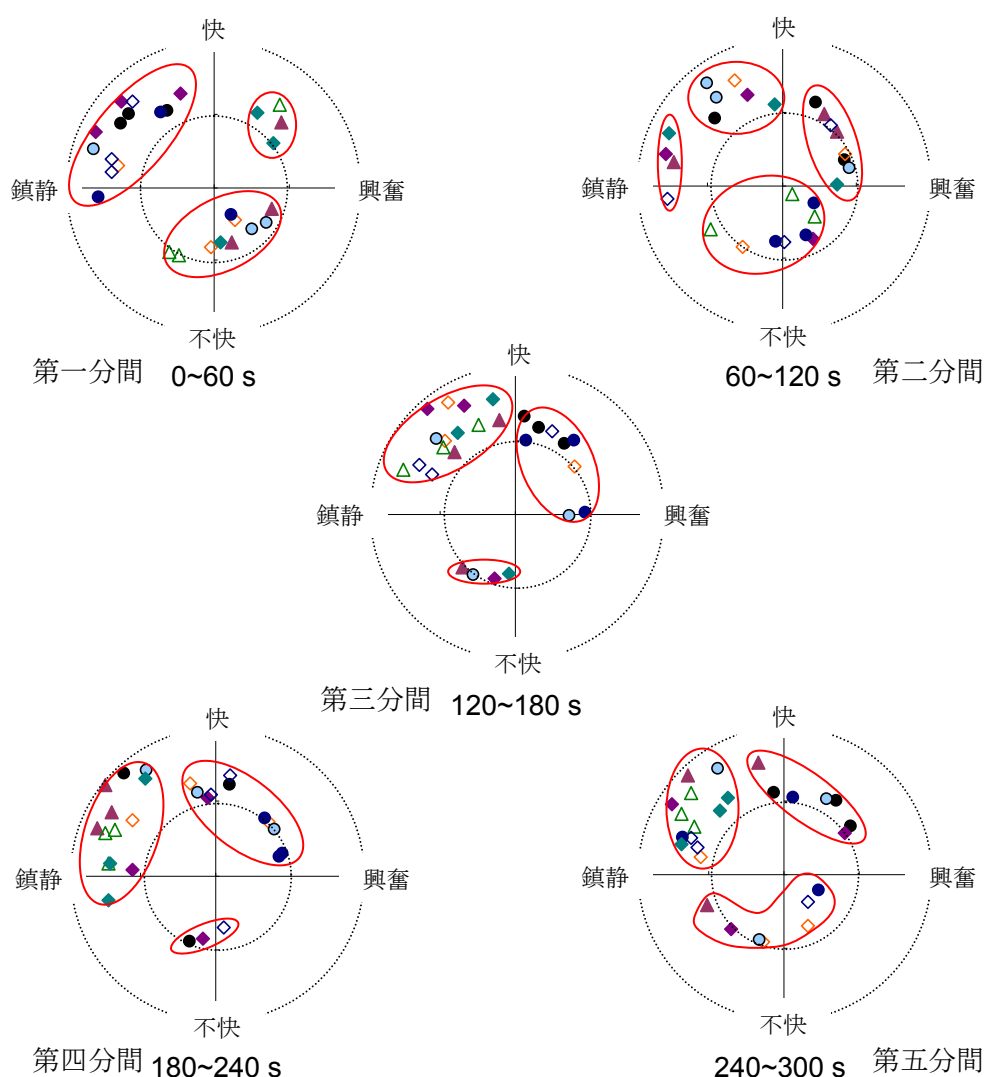 快
鎮静
興奮
不快
第一分間 0~60 s
快
鎮静
興奮
不快
60~120 s 第二分間
快
鎮静
興奮
不快
第三分間 120~180 s
快
鎮静
興奮
不快
第四分間 180~240 s
快
鎮静
興奮
不快
240~300 s 第五分間